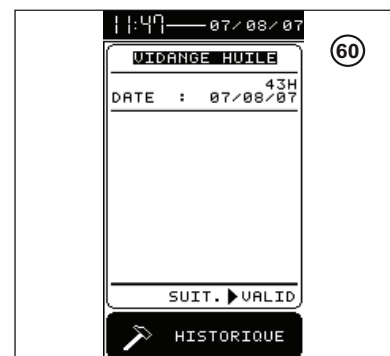 11:47 07/08/07
60
VIDANGE HUILE
43H
DATE : 07/08/07
SUIT. ▶VALID
HISTORIQUE